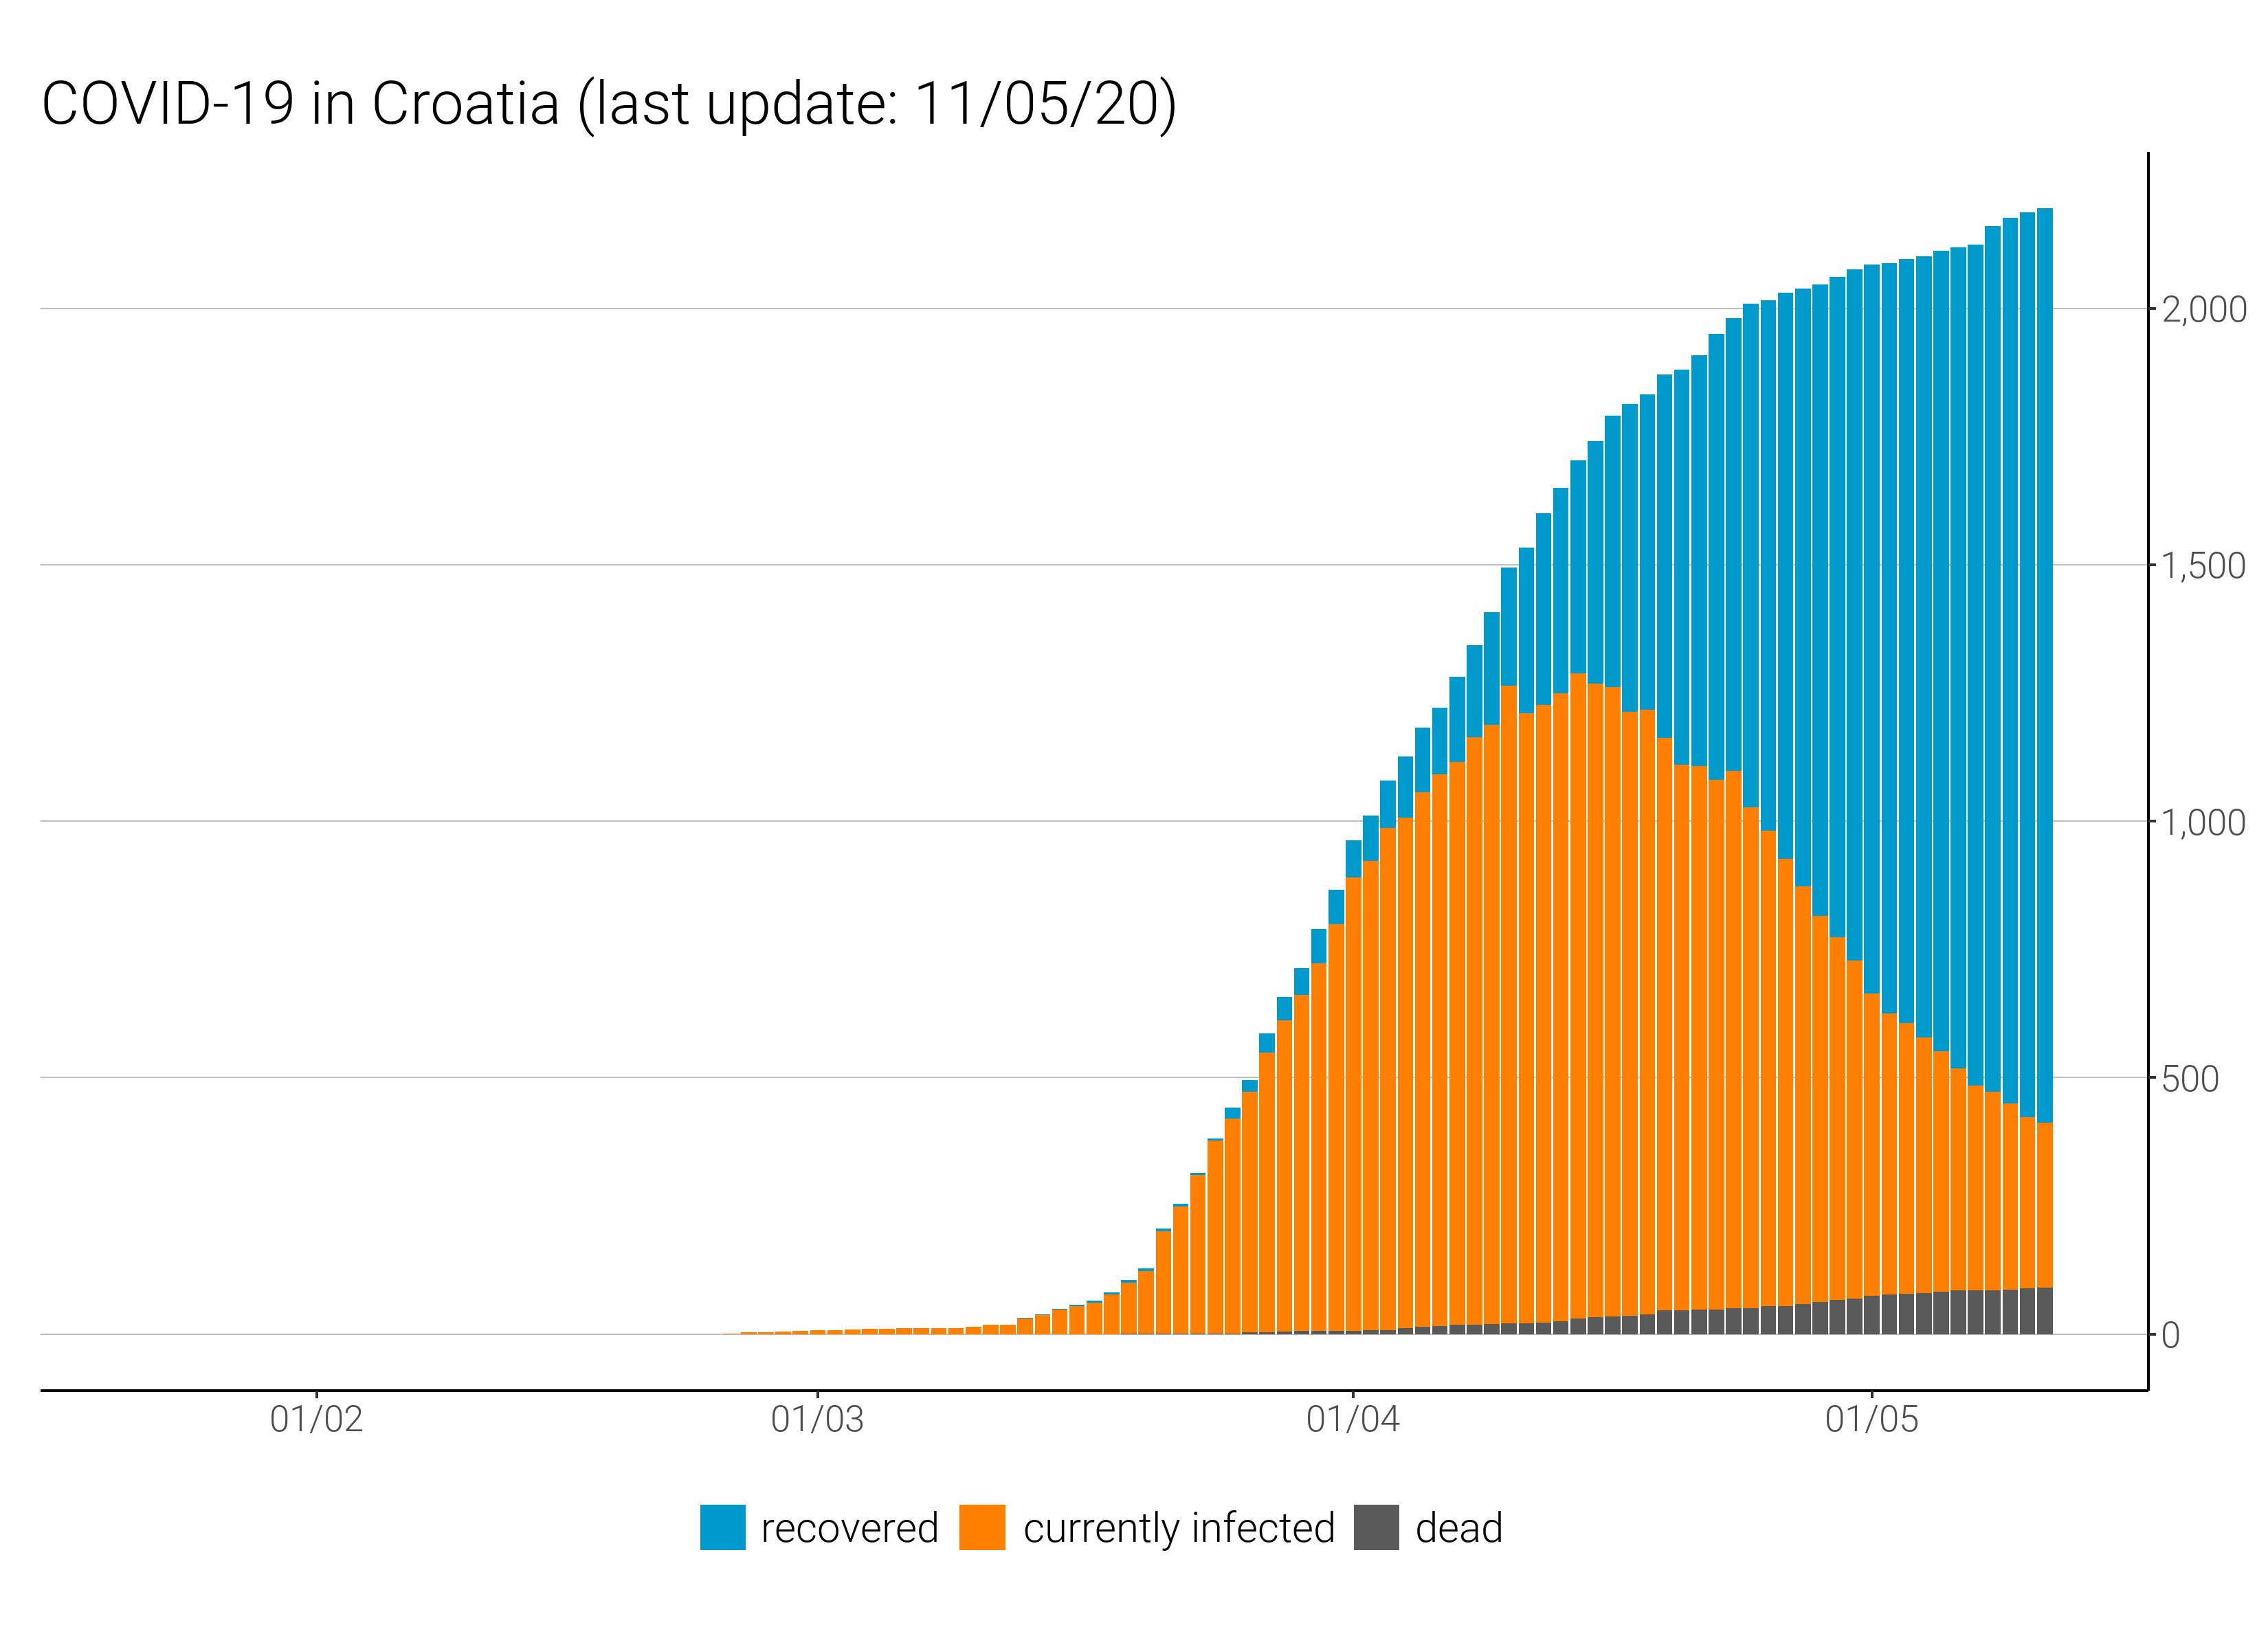 COVID-19 in Croatia (last update: 11/05/20)
2,000
1,500
1,000
500
0
01/02 01/03 01/04 01/05
recovered currently infected dead